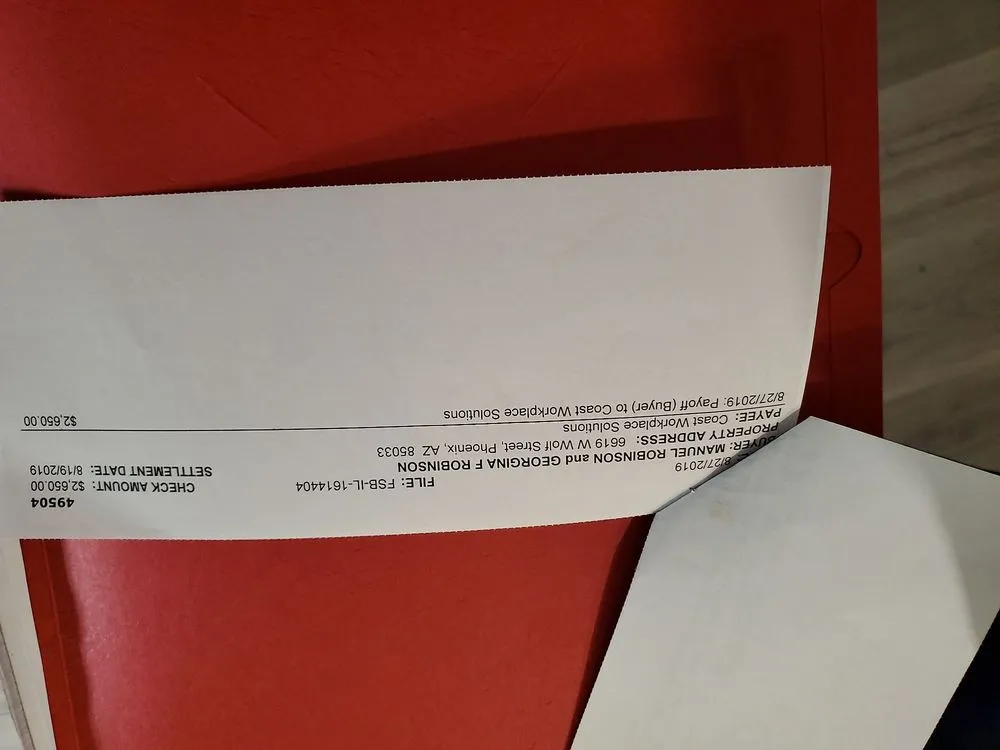 49504
8/27/2019 FILE: FSB-IL-1614404 CHECK AMOUNT: $2,650.00
BUYER: MANUEL ROBINSON and GEORGINA F ROBINSON SETTLEMENT DATE: 8/19/2019
PROPERTY ADDRESS: 6619 W Wolf Street, Phoenix, AZ 85033
PAYEE: Coast Workplace Solutions
8/27/2019: Payoff (Buyer) to Coast Workplace Solutions $2,650.00